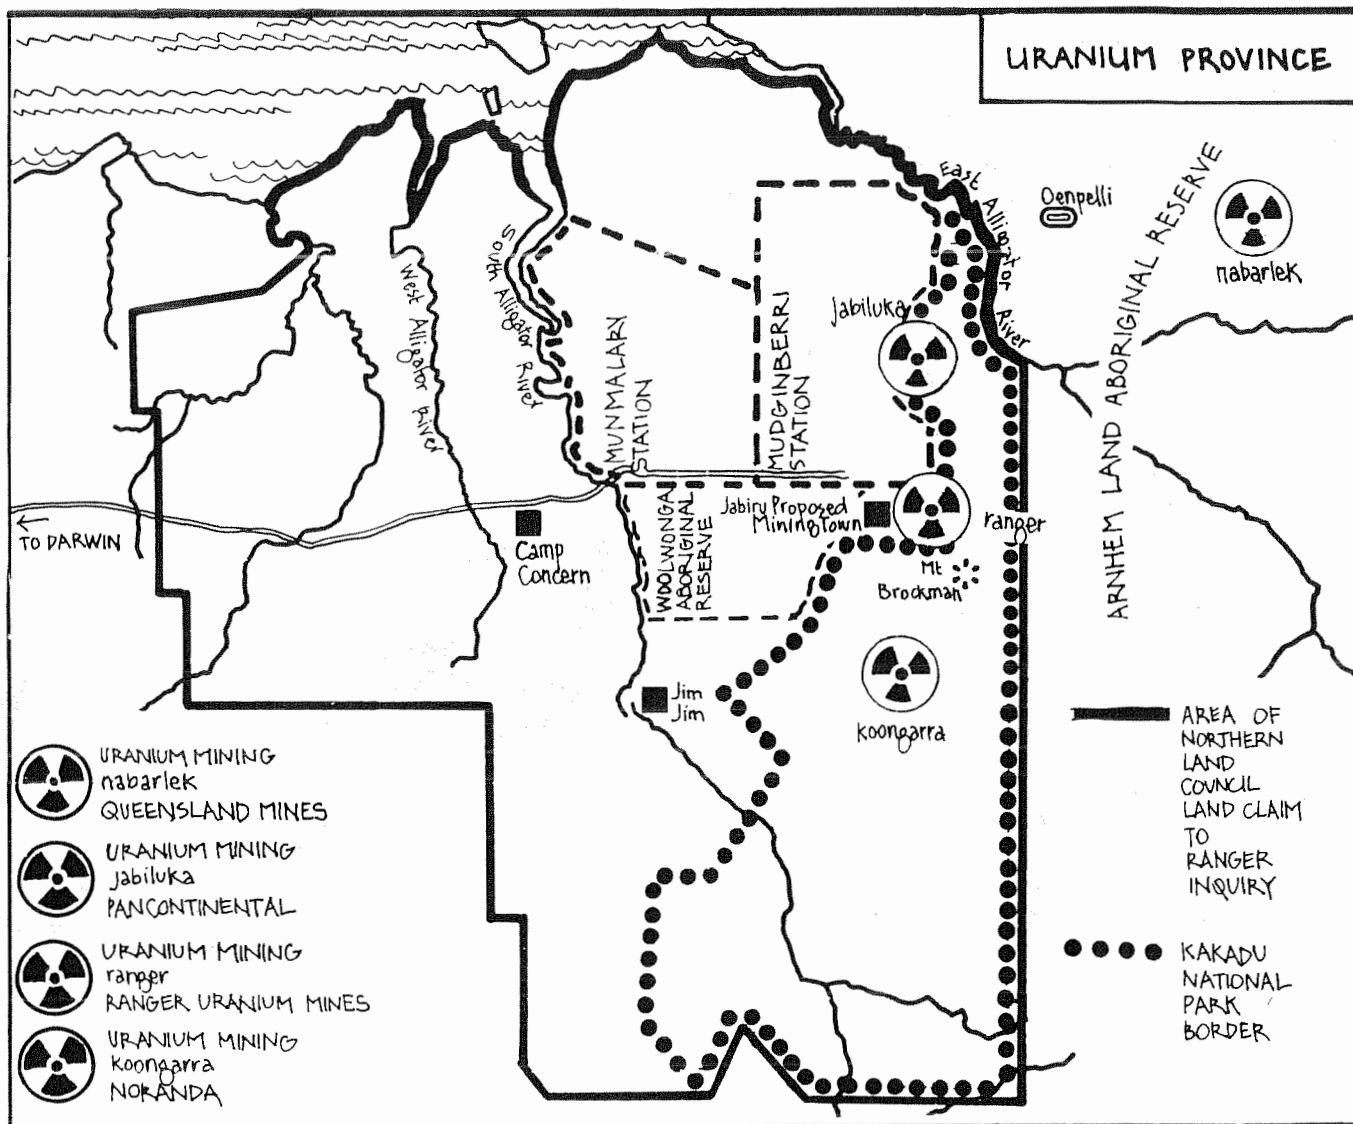 URANIUM PROVINCE
East Alligator River
Oenpelli
nabarlek
ARNHEM LAND ABORIGINAL RESERVE
South Alligator River
West Alligator River
Jabiluka
MUNMALARY
STATION
MUDGINBERRI
STATION
TO DARWIN
Camp
Concern
WOOLWONGA
ABORIGINAL
RESERVE
Jabiru Proposed
Mining Town
ranger
Mt
Brockman
Jim
Jim
koongarra
URANIUM MINING
nabarlek
QUEENSLAND MINES
URANIUM MINING
Jabiluka
PANCONTINENTAL
URANIUM MINING
ranger
RANGER URANIUM MINES
URANIUM MINING
koongarra
NORANDA
AREA OF
NORTHERN
LAND
COUNCIL
LAND CLAIM
TO
RANGER
INQUIRY
KAKADU
NATIONAL
PARK
BORDER